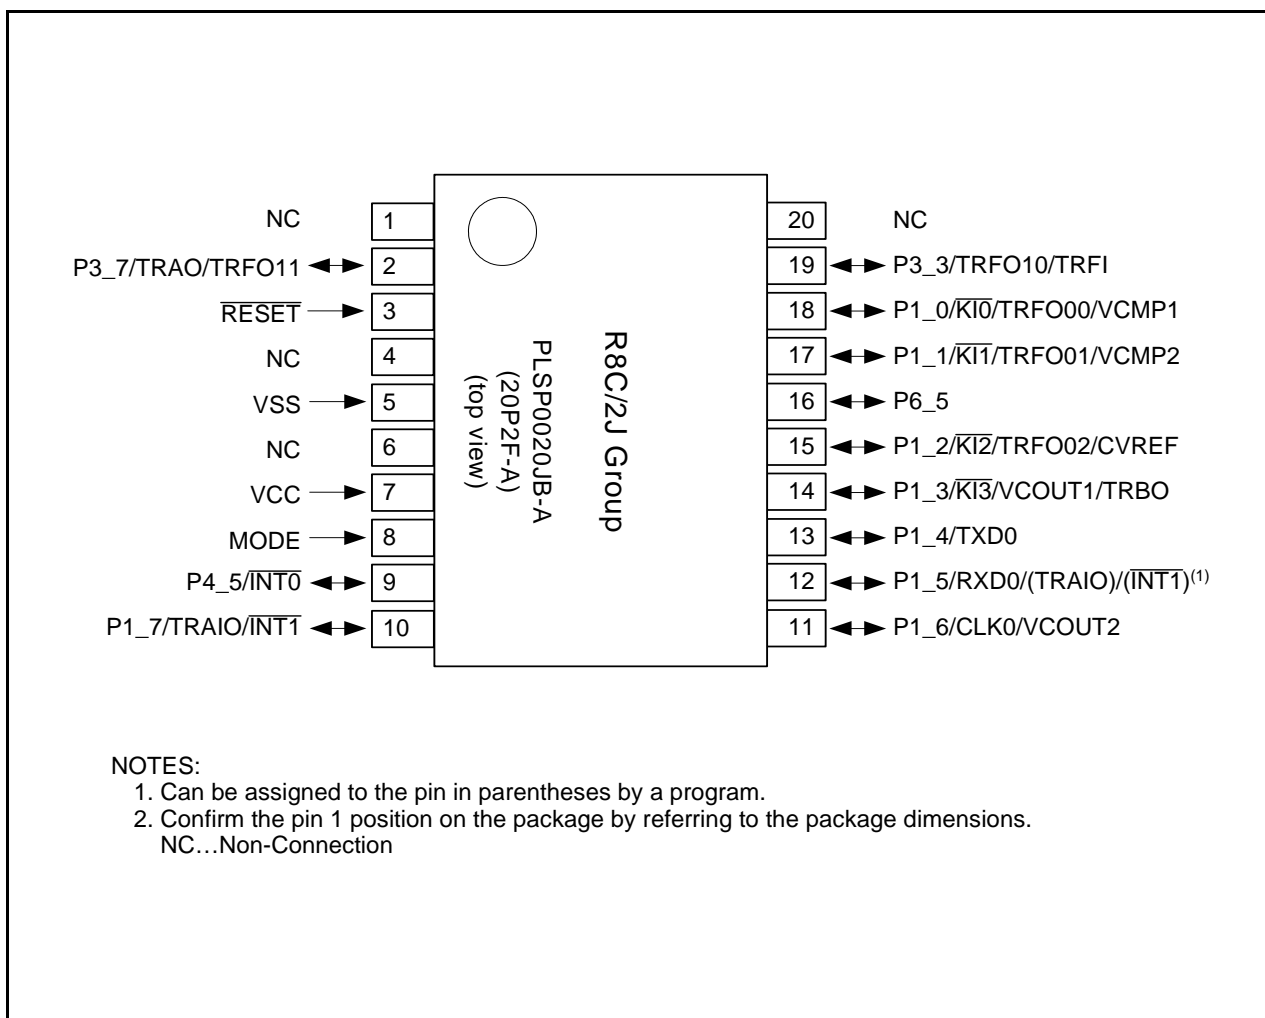 NC 1
P3_7/TRAO/TRFO11 2
RESET 3
NC 4
VSS 5
NC 6
VCC 7
MODE 8
P4_5/INT0 9
P1_7/TRAIO/INT1 10
R8C/2J Group
PLSP0020JB-A
(20P2F-A)
(top view)
20 NC
19 P3_3/TRFO10/TRFI
18 P1_0/KI0/TRFO00/VCMP1
17 P1_1/KI1/TRFO01/VCMP2
16 P6_5
15 P1_2/KI2/TRFO02/CVREF
14 P1_3/KI3/VCOUT1/TRBO
13 P1_4/TXD0
12 P1_5/RXD0/(TRAIO)/(INT1)(1)
11 P1_6/CLK0/VCOUT2
NOTES:
1. Can be assigned to the pin in parentheses by a program.
2. Confirm the pin 1 position on the package by referring to the package dimensions.
NC…Non-Connection